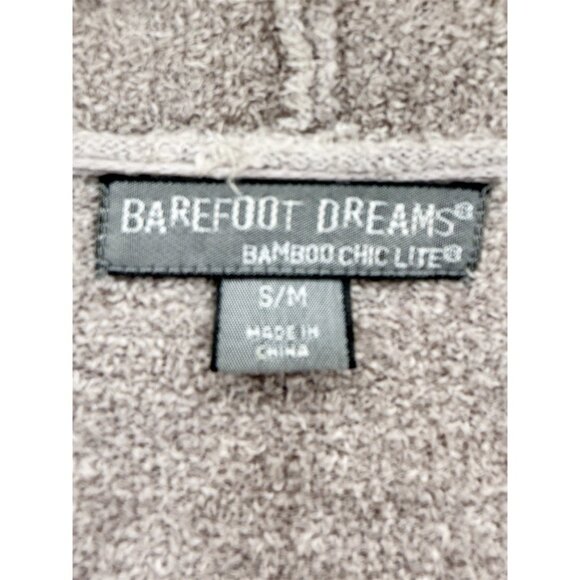 BAREFOOT DREAMS®
BAMBOO CHIC LITE®
S/M
MADE IN
CHINA